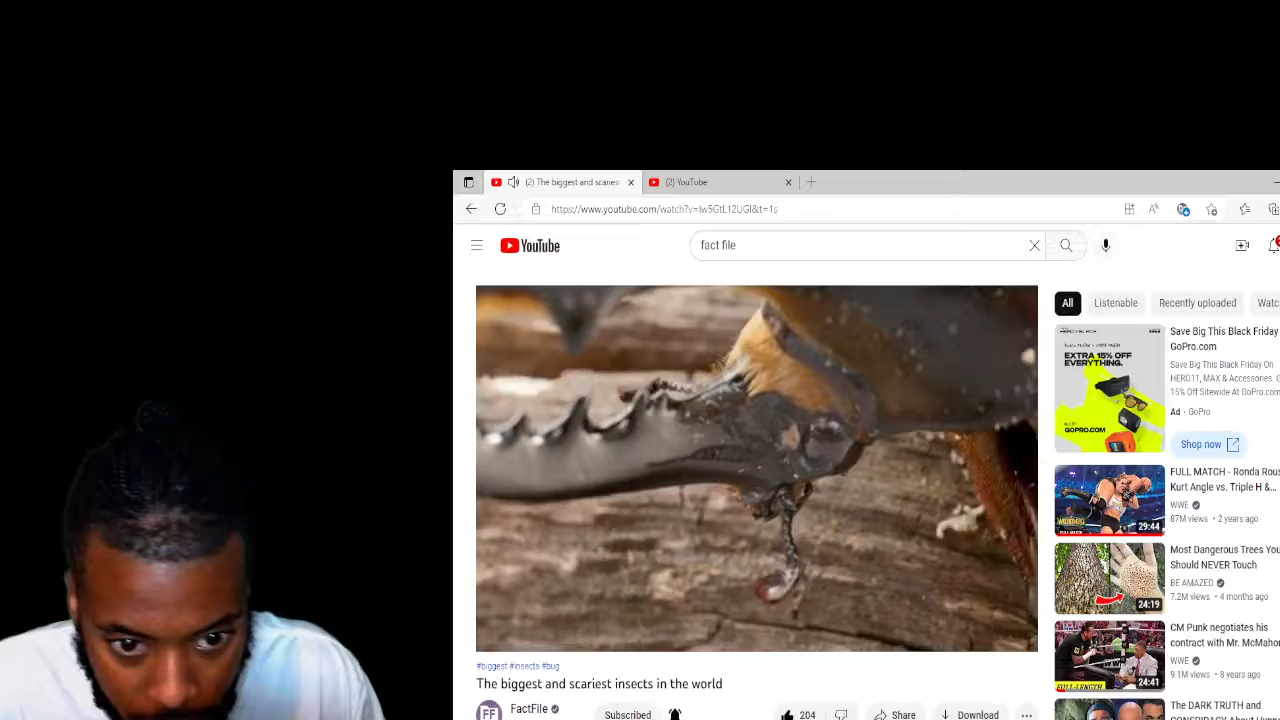 (2) The biggest and scaries
(2) YouTube
https://www.youtube.com/watch?v=lw5GtL12UGI&t=1s
YouTube
fact file
All
Listenable
Recently uploaded
Watc
EXTRA 15% OFF
EVERYTHING.
GOPRO.COM
Save Big This Black Friday
GoPro.com
Save Big This Black Friday On
HERO11, MAX & Accessories. G
15% Off Sitewide At GoPro.com
Ad · GoPro
Shop now
29:44
FULL MATCH - Ronda Rous
Kurt Angle vs. Triple H &...
WWE
87M views • 2 years ago
24:19
Most Dangerous Trees You
Should NEVER Touch
BE AMAZED
7.2M views • 4 months ago
FULL-LENGTH
24:41
CM Punk negotiates his
contract with Mr. McMaho
WWE
9.1M views • 8 years ago
The DARK TRUTH and
#biggest #insects #bug
The biggest and scariest insects in the world
FF
FactFile
Subscribed
204
Share
Download